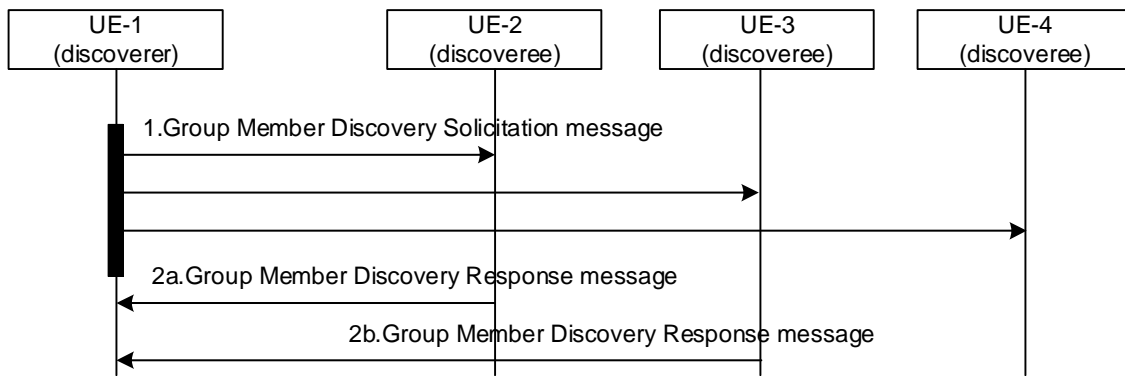 UE-1
(discoverer)
UE-2
(discoveree)
UE-3
(discoveree)
UE-4
(discoveree)
1.Group Member Discovery Solicitation message
2a.Group Member Discovery Response message
2b.Group Member Discovery Response message